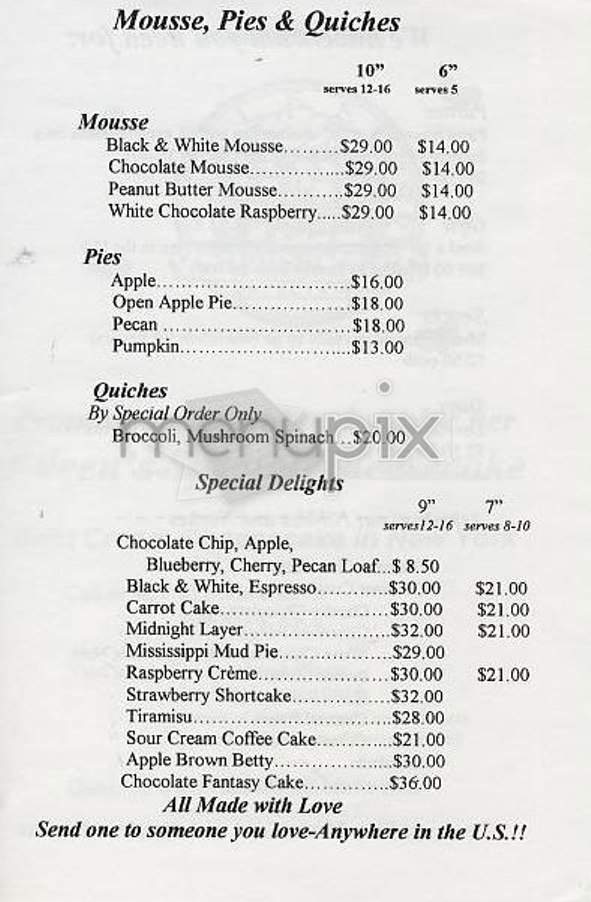 Mousse, Pies & Quiches
10” 6”
serves 12-16 serves 5
Mousse
Black & White Mousse.........$29.00 $14.00
Chocolate Mousse................$29.00 $14.00
Peanut Butter Mousse...........$29.00 $14.00
White Chocolate Raspberry.....$29.00 $14.00
Pies
Apple.................................$16.00
Open Apple Pie....................$18.00
Pecan ................................$18.00
Pumpkin.............................$13.00
Quiches
By Special Order Only
Broccoli, Mushroom Spinach...$20.00
menupix
Special Delights
9” 7”
serves12-16 serves 8-10
Chocolate Chip, Apple,
Blueberry, Cherry, Pecan Loaf...$ 8.50
Black & White, Espresso............$30.00 $21.00
Carrot Cake.............................$30.00 $21.00
Midnight Layer.........................$32.00 $21.00
Mississippi Mud Pie...................$29.00
Raspberry Crème......................$30.00 $21.00
Strawberry Shortcake.................$32.00
Tiramisu..................................$28.00
Sour Cream Coffee Cake.............$21.00
Apple Brown Betty....................$30.00
Chocolate Fantasy Cake..............$36.00
All Made with Love
Send one to someone you love-Anywhere in the U.S.!!